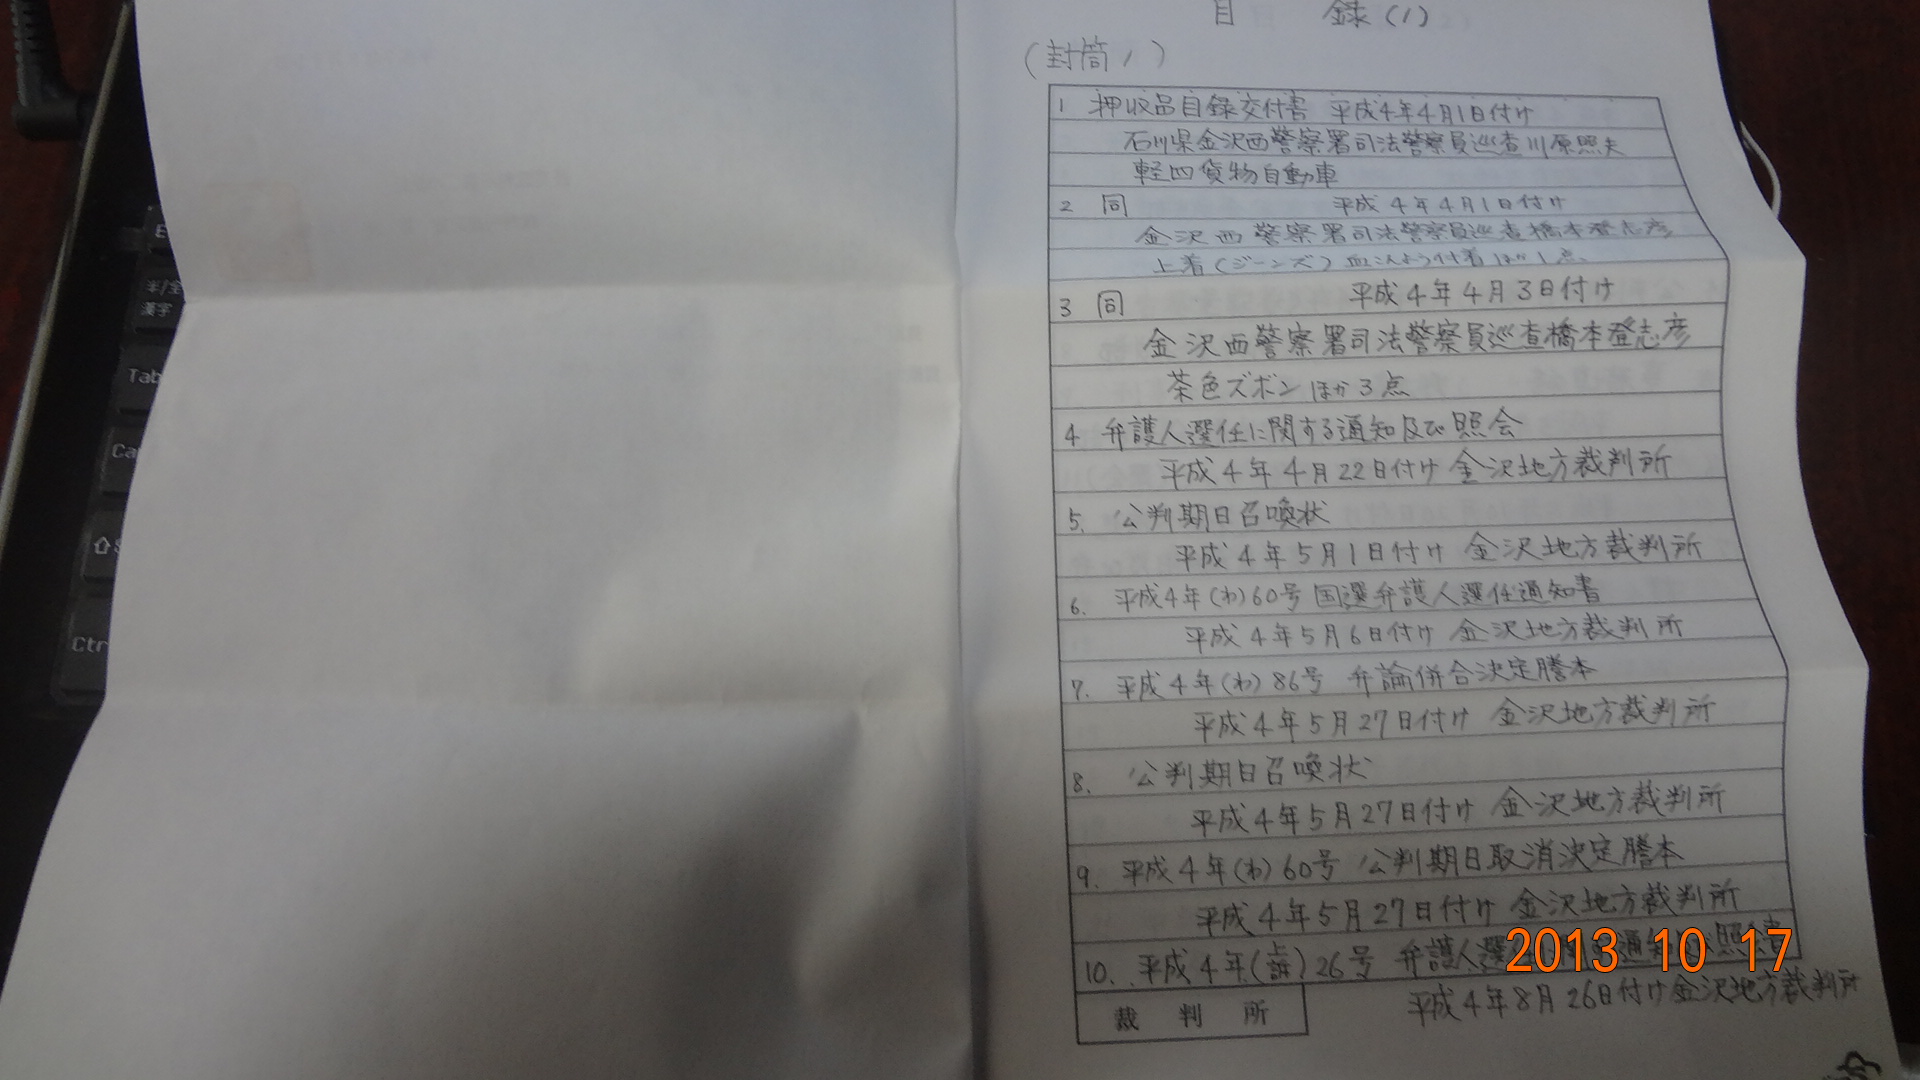 目 録(1)
(封筒1)
1 押収品目録交付書 平成4年4月1日付け
石川県金沢西警察署司法警察員巡査川原照夫
軽四貨物自動車
2 同 平成4年4月1日付け
金沢西警察署司法警察員巡査橋本登志彦
上着(ジーンズ)血こんよう付着ほか1点
3 同 平成4年4月3日付け
金沢西警察署司法警察員巡査橋本登志彦
茶色ズボンほか3点
4 弁護人選任に関する通知及び照会
平成4年4月22日付け 金沢地方裁判所
5. 公判期日召喚状
平成4年5月1日付け 金沢地方裁判所
6. 平成4年(わ)60号 国選弁護人選任通知書
平成4年5月6日付け 金沢地方裁判所
7. 平成4年(わ)86号 弁論併合決定謄本
平成4年5月27日付け 金沢地方裁判所
8. 公判期日召喚状
平成4年5月27日付け 金沢地方裁判所
9. 平成4年(わ)60号 公判期日取消決定謄本
平成4年5月27日付け 金沢地方裁判所
10. 平成4年(上訴)26号 弁護人選 通 照会書
平成4年8月26日付け金沢地方裁判所
裁判所
2013 10 17
半/全
漢字
Tab
Ca
Ctr